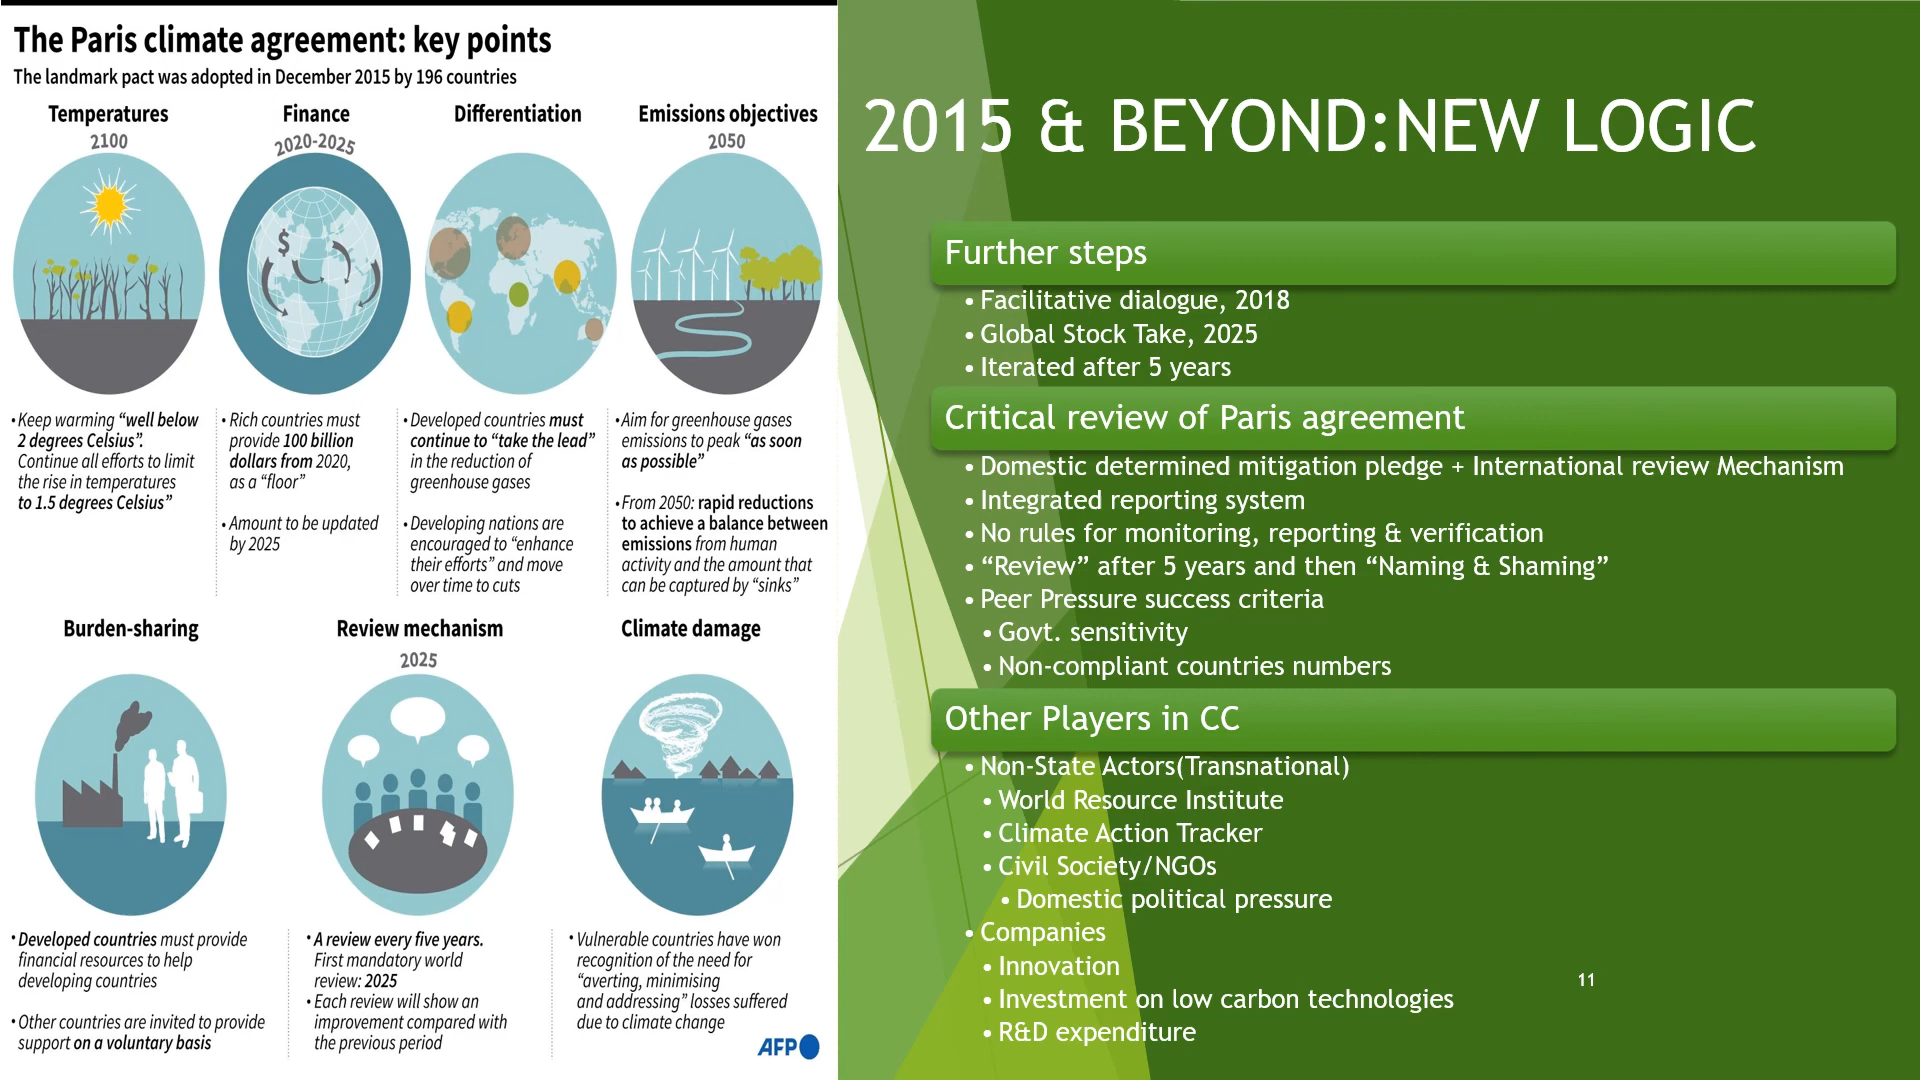 The Paris climate agreement: key points
The landmark pact was adopted in December 2015 by 196 countries
Temperatures
2100
Finance
2020-2025
Differentiation
Emissions objectives
2050
$
• Keep warming “well below
2 degrees Celsius”.
Continue all efforts to limit
the rise in temperatures
to 1.5 degrees Celsius”
• Rich countries must
provide 100 billion
dollars from 2020,
as a “floor”
• Amount to be updated
by 2025
• Developed countries must
continue to “take the lead”
in the reduction of
greenhouse gases
• Developing nations are
encouraged to “enhance
their efforts” and move
over time to cuts
• Aim for greenhouse gases
emissions to peak “as soon
as possible”
• From 2050: rapid reductions
to achieve a balance between
emissions from human
activity and the amount that
can be captured by “sinks”
Burden-sharing
Review mechanism
2025
Climate damage
• Developed countries must provide
financial resources to help
developing countries
• Other countries are invited to provide
support on a voluntary basis
• A review every five years.
First mandatory world
review: 2025
• Each review will show an
improvement compared with
the previous period
• Vulnerable countries have won
recognition of the need for
“averting, minimising
and addressing” losses suffered
due to climate change
AFP
2015 & BEYOND:NEW LOGIC
Further steps
• Facilitative dialogue, 2018
• Global Stock Take, 2025
• Iterated after 5 years
Critical review of Paris agreement
• Domestic determined mitigation pledge + International review Mechanism
• Integrated reporting system
• No rules for monitoring, reporting & verification
• “Review” after 5 years and then “Naming & Shaming”
• Peer Pressure success criteria
• Govt. sensitivity
• Non-compliant countries numbers
Other Players in CC
• Non-State Actors(Transnational)
• World Resource Institute
• Climate Action Tracker
• Civil Society/NGOs
• Domestic political pressure
• Companies
• Innovation
• Investment on low carbon technologies
• R&D expenditure
11